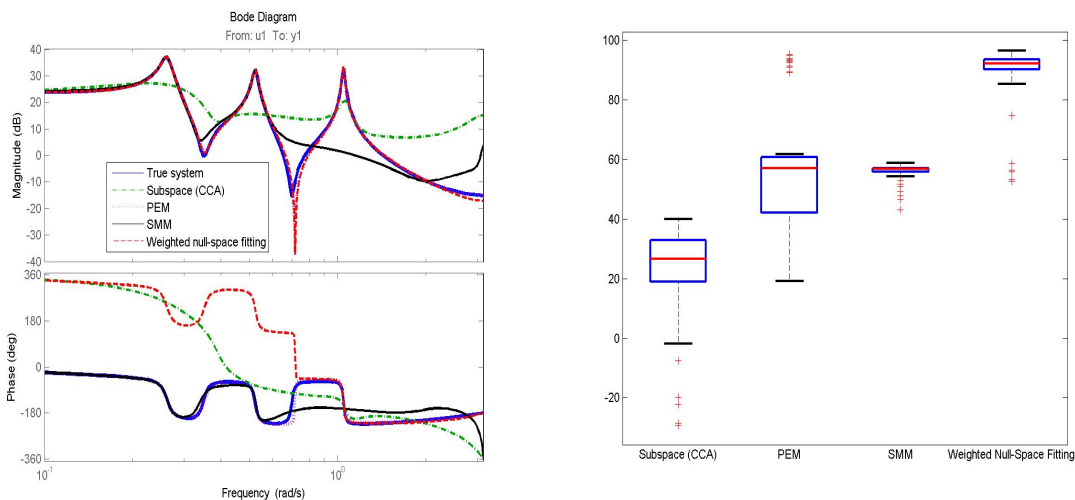 Bode Diagram
From: u1 To: y1
Magnitude (dB)
40
30
20
10
0
-10
-20
-30
-40
True system
Subspace (CCA)
PEM
SMM
Weighted null-space fitting
Phase (deg)
360
180
0
-180
-360
10^-1
10^0
Frequency (rad/s)
100
80
60
40
20
0
-20
Subspace (CCA)
PEM
SMM
Weighted Null-Space Fitting